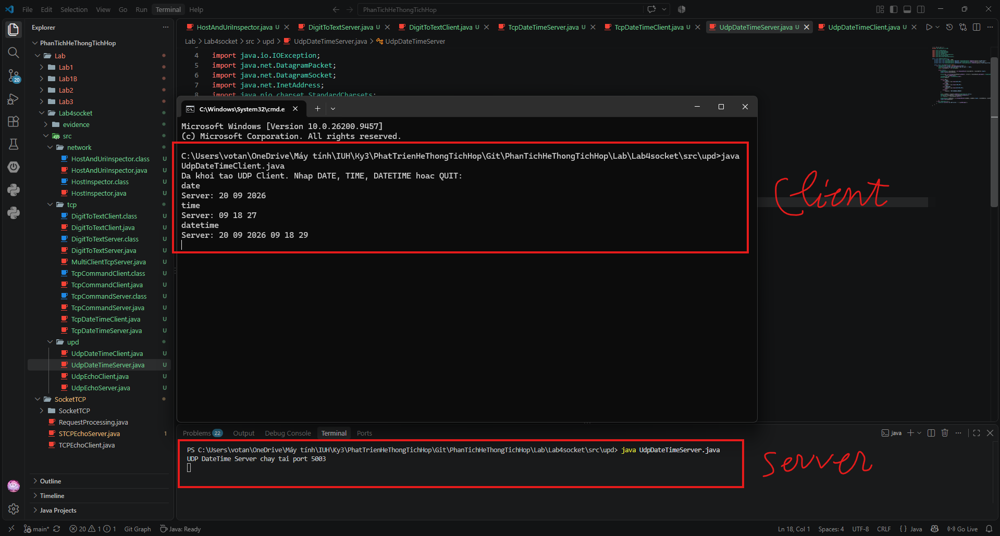 File Edit Selection View Go Run Terminal Help
PhanTichHeThongTichHop
Explorer
PhanTichHeThongTichHop
Lab
Lab1
Lab1B
Lab2
Lab3
Lab4socket
evidence
src
network
HostAndUriInspector.class U
HostAndUriInspector.java U
HostInspector.class U
HostInspector.java U
tcp
DigitToTextClient.class U
DigitToTextClient.java U
DigitToTextServer.class U
DigitToTextServer.java U
MultiClientTcpServer.java U
TcpCommandClient.class U
TcpCommandClient.java U
TcpCommandServer.class U
TcpCommandServer.java U
TcpDateTimeClient.java U
TcpDateTimeServer.java U
upd
UdpDateTimeClient.java U
UdpDateTimeServer.java U
UdpEchoClient.java U
UdpEchoServer.java U
SocketTCP
SocketTCP
RequestProcessing.java
STCPEchoServer.java 1
TCPEchoClient.java
Outline
Timeline
Java Projects
20
HostAndUriInspector.java U DigitToTextServer.java U DigitToTextClient.java U TcpDateTimeServer.java U TcpDateTimeClient.java U UdpDateTimeServer.java U UdpDateTimeClient.java U
Lab > Lab4socket > src > upd > UdpDateTimeServer.java > UdpDateTimeServer
4 import java.io.IOException;
5 import java.net.DatagramPacket;
6 import java.net.DatagramSocket;
7 import java.net.InetAddress;
8 import java.nio.charset.StandardCharsets;
C:\Windows\System32\cmd.e
Microsoft Windows [Version 10.0.26200.9457]
(c) Microsoft Corporation. All rights reserved.
C:\Users\votan\OneDrive\Máy tính\IUH\Ky3\PhatTrienHeThongTichHop\Git\PhanTichHeThongTichHop\Lab\Lab4socket\src\upd>java
UdpDateTimeClient.java
Da khoi tao UDP Client. Nhap DATE, TIME, DATETIME hoac QUIT:
date
Server: 20 09 2026
time
Server: 09 18 27
datetime
Server: 20 09 2026 09 18 29
Client
Problems 22 Output Debug Console Terminal Ports
java
PS C:\Users\votan\OneDrive\Máy tính\IUH\Ky3\PhatTrienHeThongTichHop\Git\PhanTichHeThongTichHop\Lab\Lab4socket\src\upd> java UdpDateTimeServer.java
UDP DateTime Server chay tai port 5003
Server
main* 20 1 1 Git Graph Java: Ready Ln 18, Col 1 Spaces: 4 UTF-8 CRLF { } Java Go Live